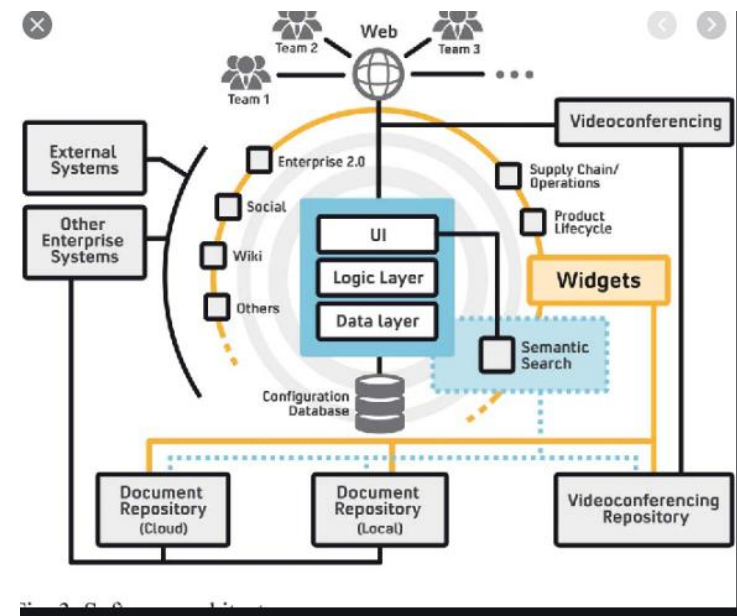 Team 2
Web
Team 3
Team 1
Videoconferencing
External
Systems
Enterprise 2.0
Supply Chain/
Operations
Other
Enterprise
Systems
Social
Product
Lifecycle
UI
Wiki
Logic Layer
Widgets
Others
Data layer
Semantic
Search
Configuration
Database
Document
Repository
(Cloud)
Document
Repository
(Local)
Videoconferencing
Repository